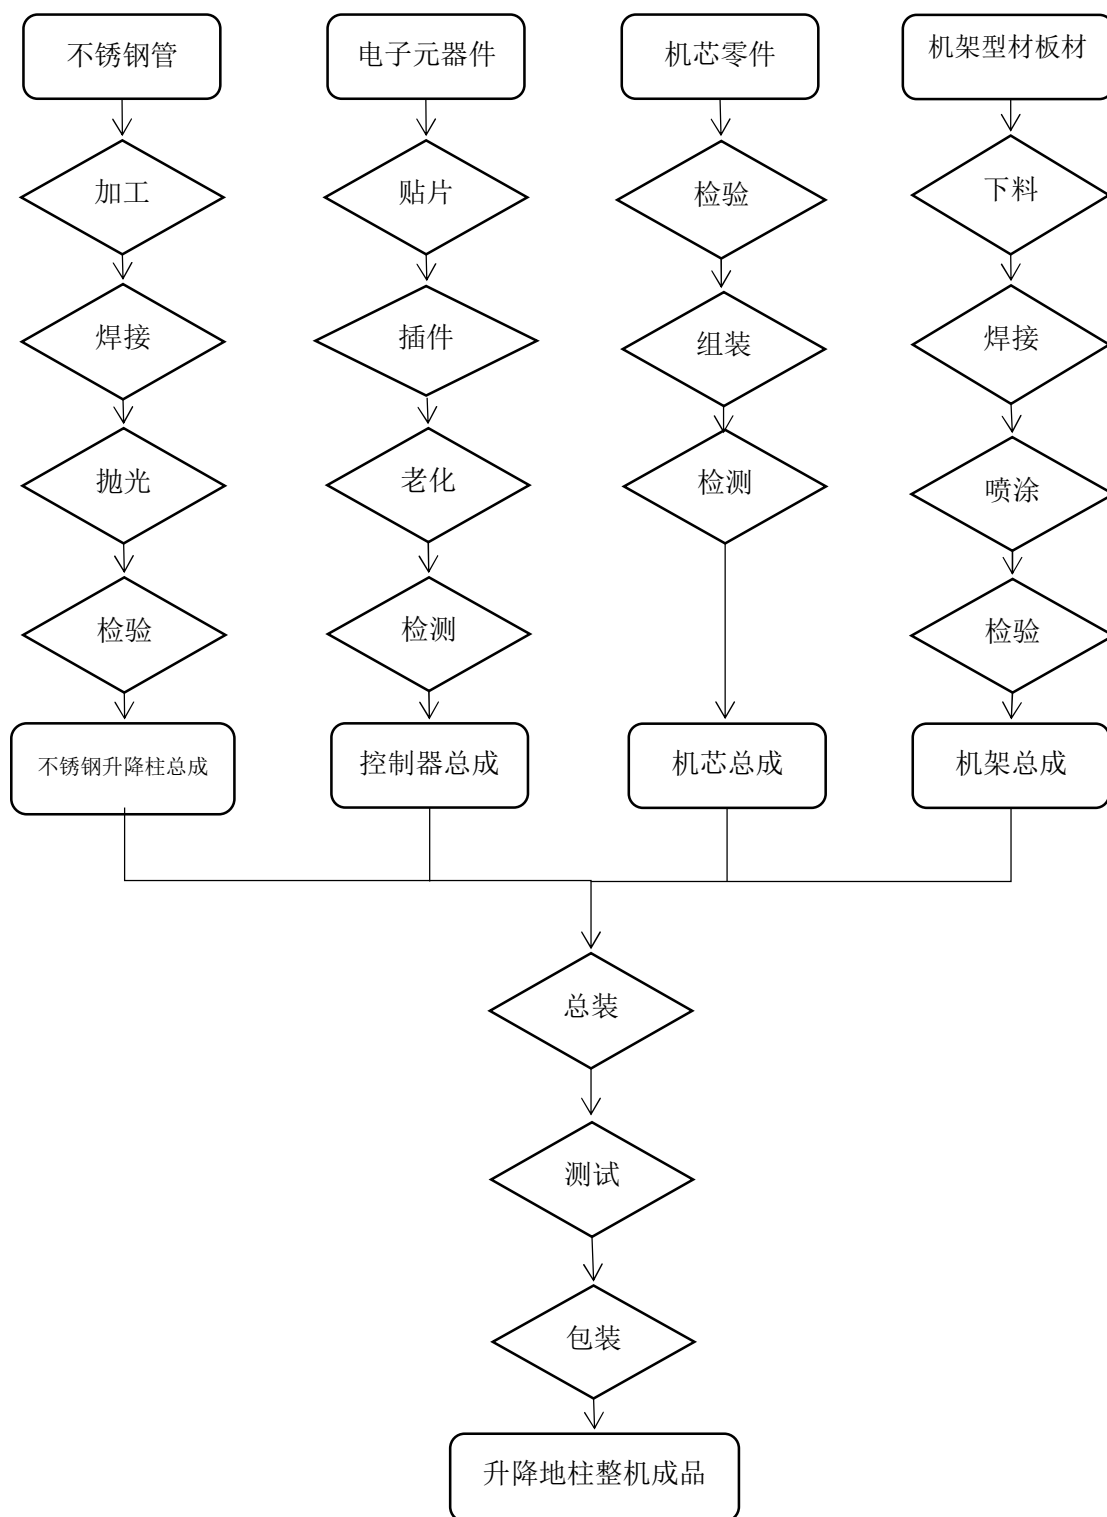 不锈钢管
电子元器件
机芯零件
机架型材板材
加工
贴片
检验
下料
焊接
插件
组装
焊接
抛光
老化
检测
喷涂
检验
检测
检验
不锈钢升降柱总成
控制器总成
机芯总成
机架总成
总装
测试
包装
升降地柱整机成品